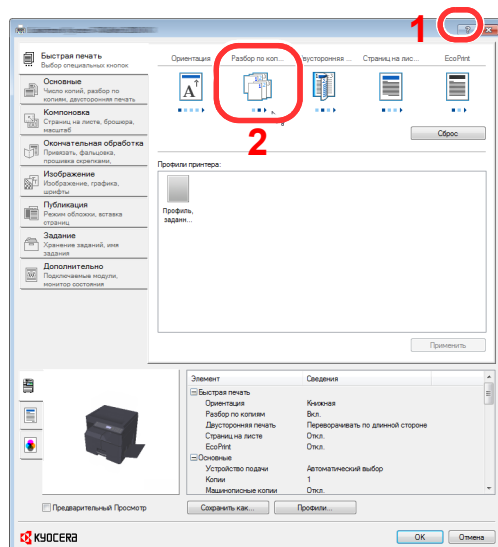 1
?
Быстрая печать
Выбор специальных кнопок
Основные
Число копий, разбор по
копиям, двусторонняя печать
Компоновка
Страниц на листе, брошюра,
масштаб
Окончательная обработка
Привязать, фальцовка,
прошивка скрепками,
Изображение
Изображение, графика,
шрифты
Публикация
Режим обложки, вставка
страниц
Задание
Хранение заданий, имя
задания
Дополнительно
Подключаемые модули,
монитор состояния
Ориентация Разбор по коп... вусторонняя ... Страниц на лис... EcoPrint
A
2
Сброс
Профили принтера:
Профиль,
заданн...
Применить
Элемент Сведения
Быстрая печать
Ориентация Книжная
Разбор по копиям Вкл.
Двусторонняя печать Переворачивать по длинной стороне
Страниц на листе Откл.
EcoPrint Откл.
Основные
Устройство подачи Автоматический выбор
Копии 1
Машинописные копии Откл.
Предварительный Просмотр
Сохранить как... Профили...
KYOCERA
OK Отмена